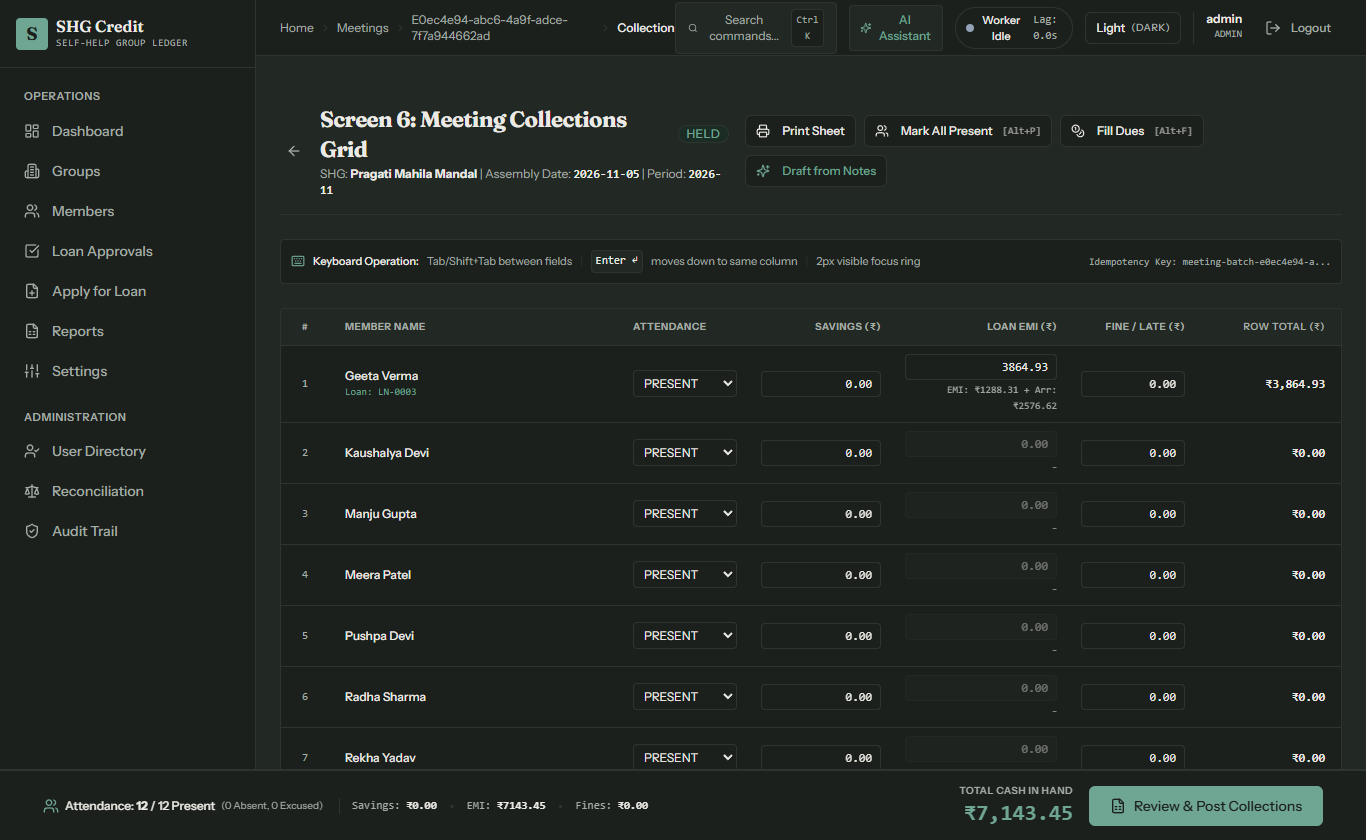 S
SHG Credit
SELF-HELP GROUP LEDGER
OPERATIONS
Dashboard
Groups
Members
Loan Approvals
Apply for Loan
Reports
Settings
ADMINISTRATION
User Directory
Reconciliation
Audit Trail
Home
Meetings
E0ec4e94-abc6-4a9f-adce-
7f7a944662ad
Collection
Search
commands...
Ctrl
K
AI
Assistant
Worker
Idle
Lag:
0.0s
Light (DARK)
admin
ADMIN
Logout
Screen 6: Meeting Collections
Grid
HELD
SHG: Pragati Mahila Mandal | Assembly Date: 2026-11-05 | Period: 2026-
11
Print Sheet
Mark All Present [Alt+P]
Fill Dues [Alt+F]
Draft from Notes
Keyboard Operation: Tab/Shift+Tab between fields Enter ↵ moves down to same column 2px visible focus ring
Idempotency Key: meeting-batch-e0ec4e94-a...
# MEMBER NAME ATTENDANCE SAVINGS (₹) LOAN EMI (₹) FINE / LATE (₹) ROW TOTAL (₹)
1 Geeta Verma PRESENT 0.00 3864.93 0.00 ₹3,864.93
Loan: LN-0003
EMI: ₹1288.31 + Arr:
₹2576.62
2 Kaushalya Devi PRESENT 0.00 0.00 0.00 ₹0.00
-
3 Manju Gupta PRESENT 0.00 0.00 0.00 ₹0.00
-
4 Meera Patel PRESENT 0.00 0.00 0.00 ₹0.00
-
5 Pushpa Devi PRESENT 0.00 0.00 0.00 ₹0.00
-
6 Radha Sharma PRESENT 0.00 0.00 0.00 ₹0.00
-
7 Rekha Yadav PRESENT 0.00 0.00 0.00 ₹0.00
Attendance: 12 / 12 Present (0 Absent, 0 Excused) Savings: ₹0.00 • EMI: ₹7143.45 • Fines: ₹0.00
TOTAL CASH IN HAND
₹7,143.45
Review & Post Collections